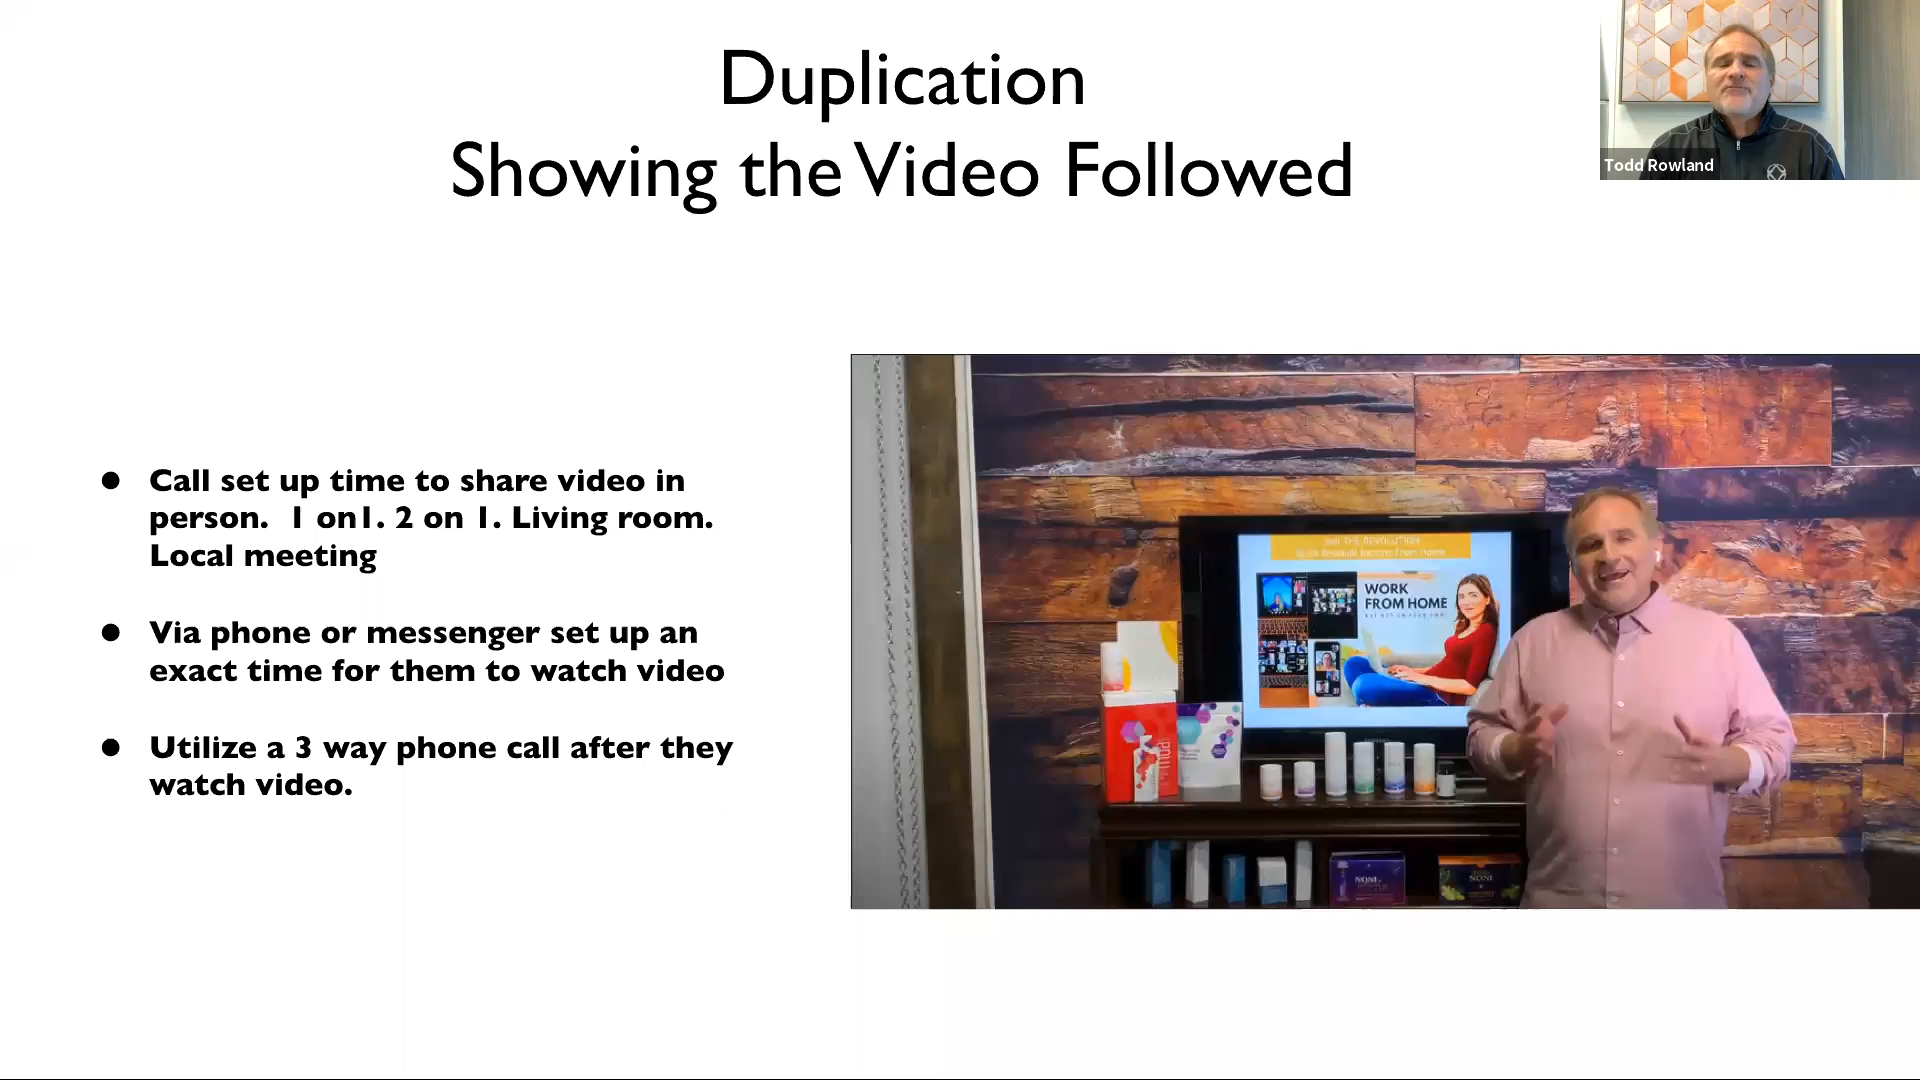 Duplication
Showing the Video Followed
Todd Rowland
● Call set up time to share video in
person.  1 on1. 2 on 1. Living room.
Local meeting
● Via phone or messenger set up an
exact time for them to watch video
● Utilize a 3 way phone call after they
watch video.
WORK
FROM HOME
NONI
NONI